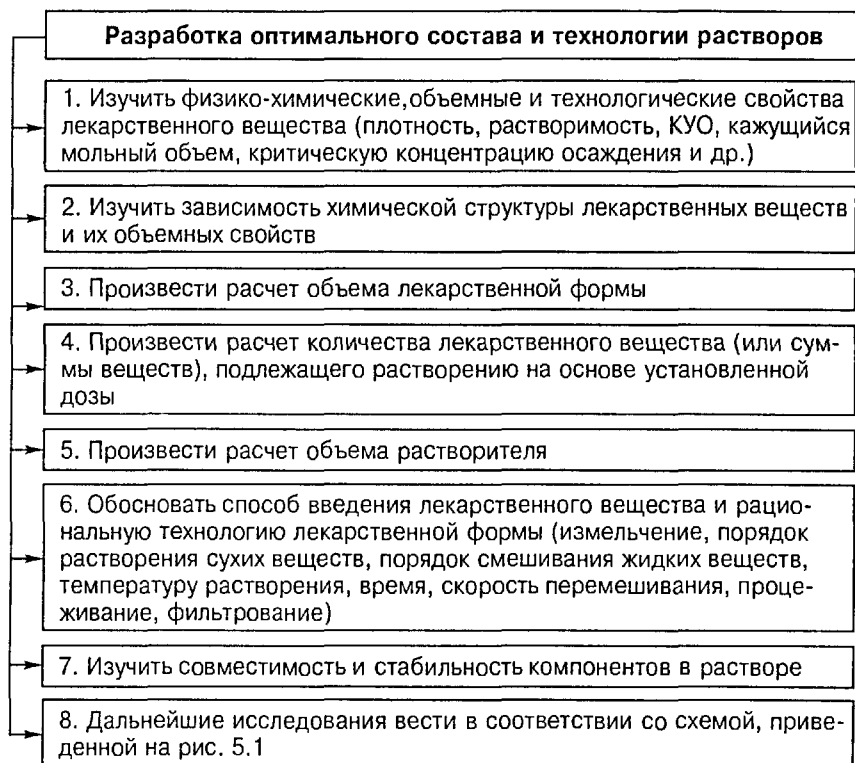 Разработка оптимального состава и технологии растворов
1. Изучить физико-химические,объемные и технологические свойства
лекарственного вещества (плотность, растворимость, КУО, кажущийся
мольный объем, критическую концентрацию осаждения и др.)
2. Изучить зависимость химической структуры лекарственных веществ
и их объемных свойств
3. Произвести расчет объема лекарственной формы
4. Произвести расчет количества лекарственного вещества (или сум-
мы веществ), подлежащего растворению на основе установленной
дозы
5. Произвести расчет объема растворителя
6. Обосновать способ введения лекарственного вещества и рацио-
нальную технологию лекарственной формы (измельчение, порядок
растворения сухих веществ, порядок смешивания жидких веществ,
температуру растворения, время, скорость перемешивания, проце-
живание, фильтрование)
7. Изучить совместимость и стабильность компонентов в растворе
8. Дальнейшие исследования вести в соответствии со схемой, приве-
денной на рис. 5.1